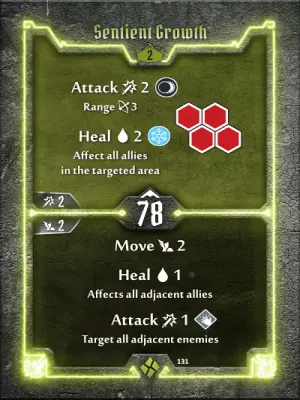 Sentient Growth
2
Attack 2
Range 3
Heal 2
Affect all allies
in the targeted area
2
78
2
Move 2
Heal 1
Affects all adjacent allies
Attack 1
Target all adjacent enemies
131